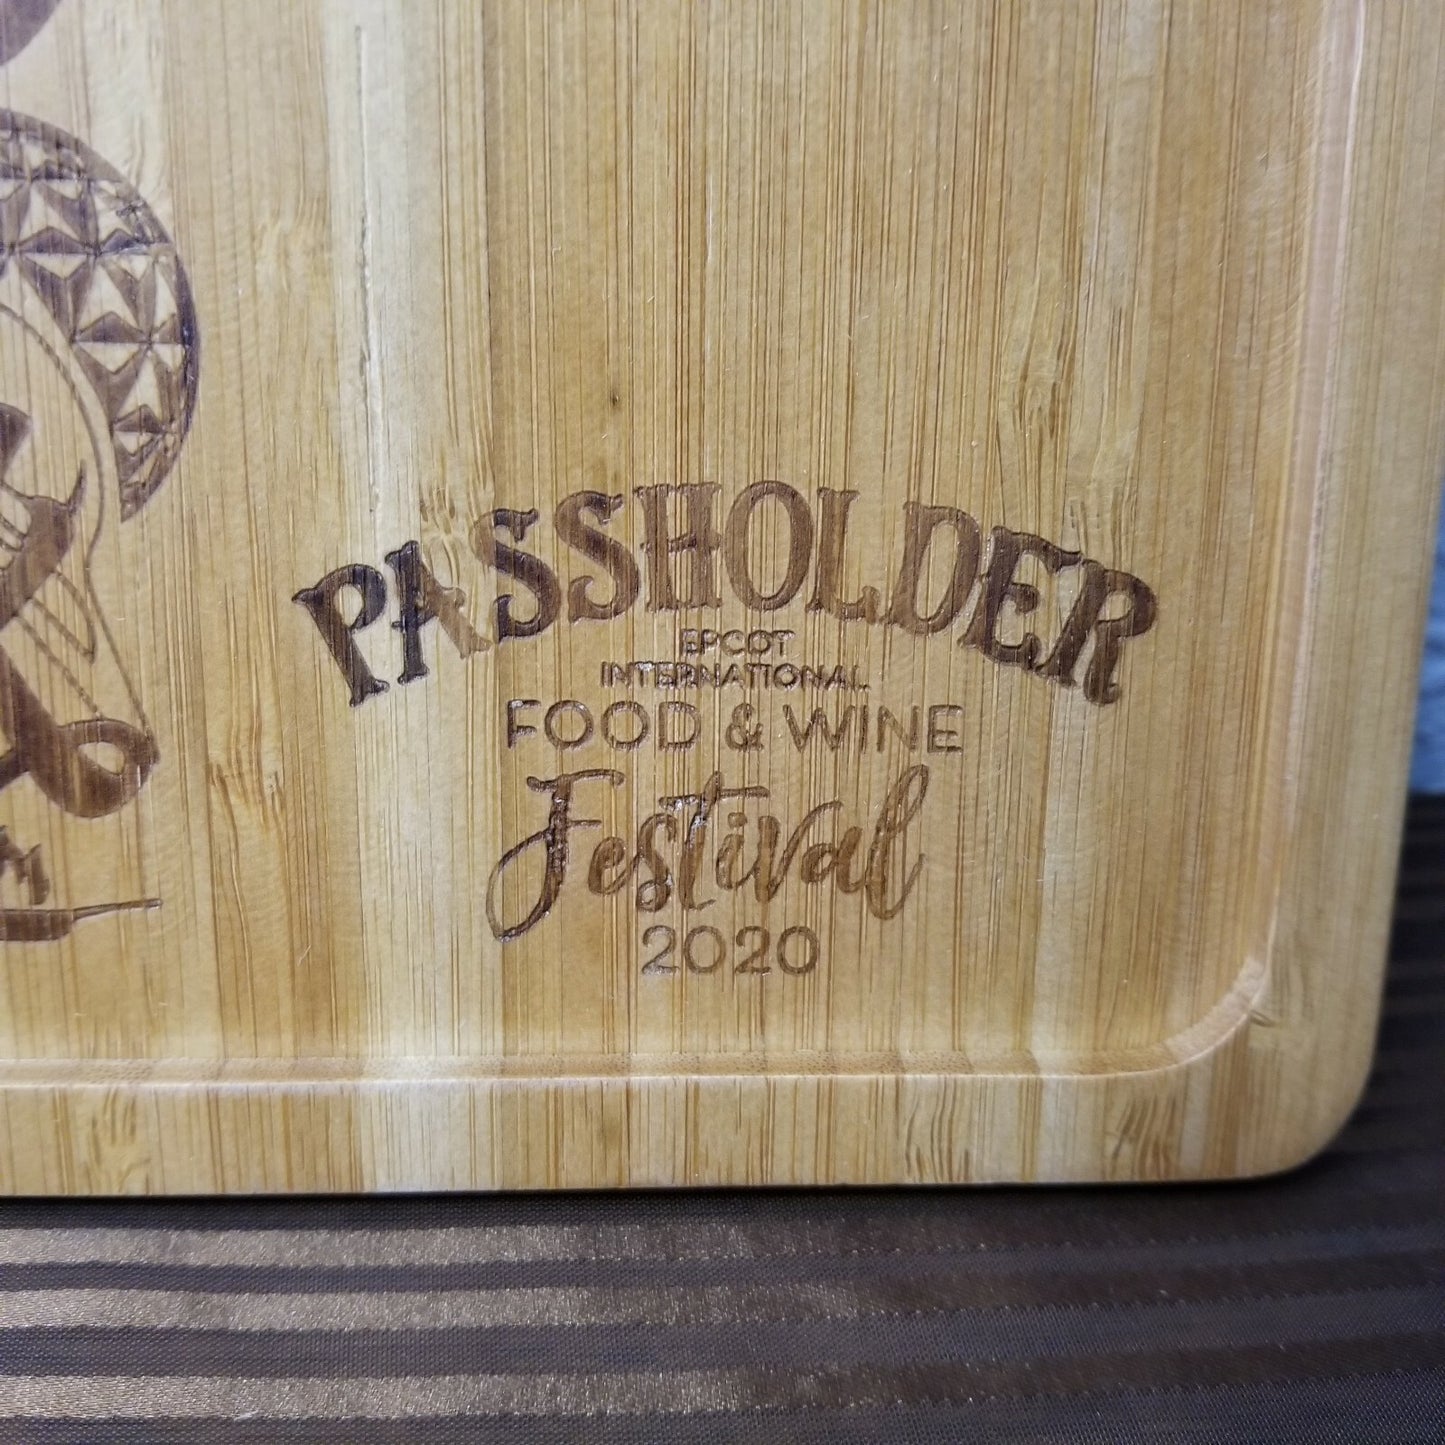 PASSHOLDER
EPCOT
INTERNATIONAL
FOOD & WINE
Festival
2020